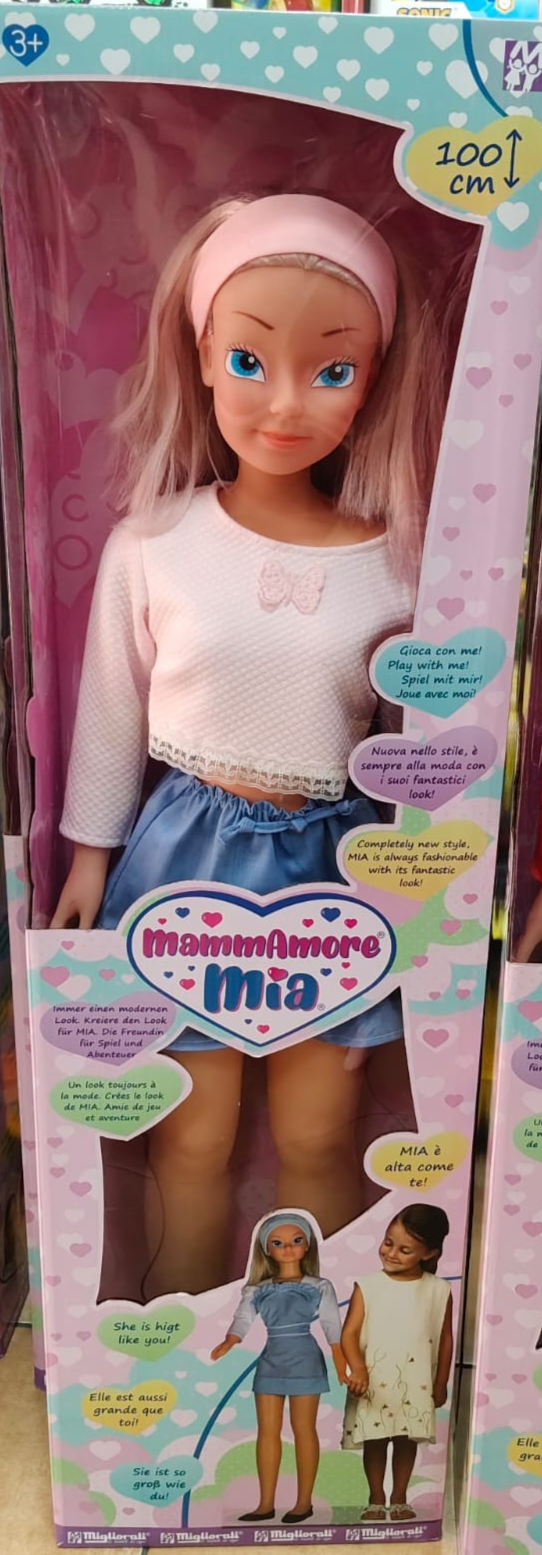 SONIC
3+
M
100
cm
Gioca con me!
Play with me!
Spiel mit mir!
Joue avec moi!
Nuova nello stile, è
sempre alla moda con
i suoi fantastici
look!
Completely new style,
MIA is always fashionable
with its fantastic
look!
MammAmore®
Mia®
Immer einen modernen
Look. Kreiere den Look
für MIA. Die Freundin
für Spiel und
Abenteuer
Un look toujours à
la mode. Crées le look
de MIA. Amie de jeu
et aventure
MIA è
alta come
te!
She is higt
like you!
Elle est aussi
grande que
toi!
Sie ist so
groß wie
du!
Elle
gra
Migliorati® Migliorati® Migliorati® Migliorati®